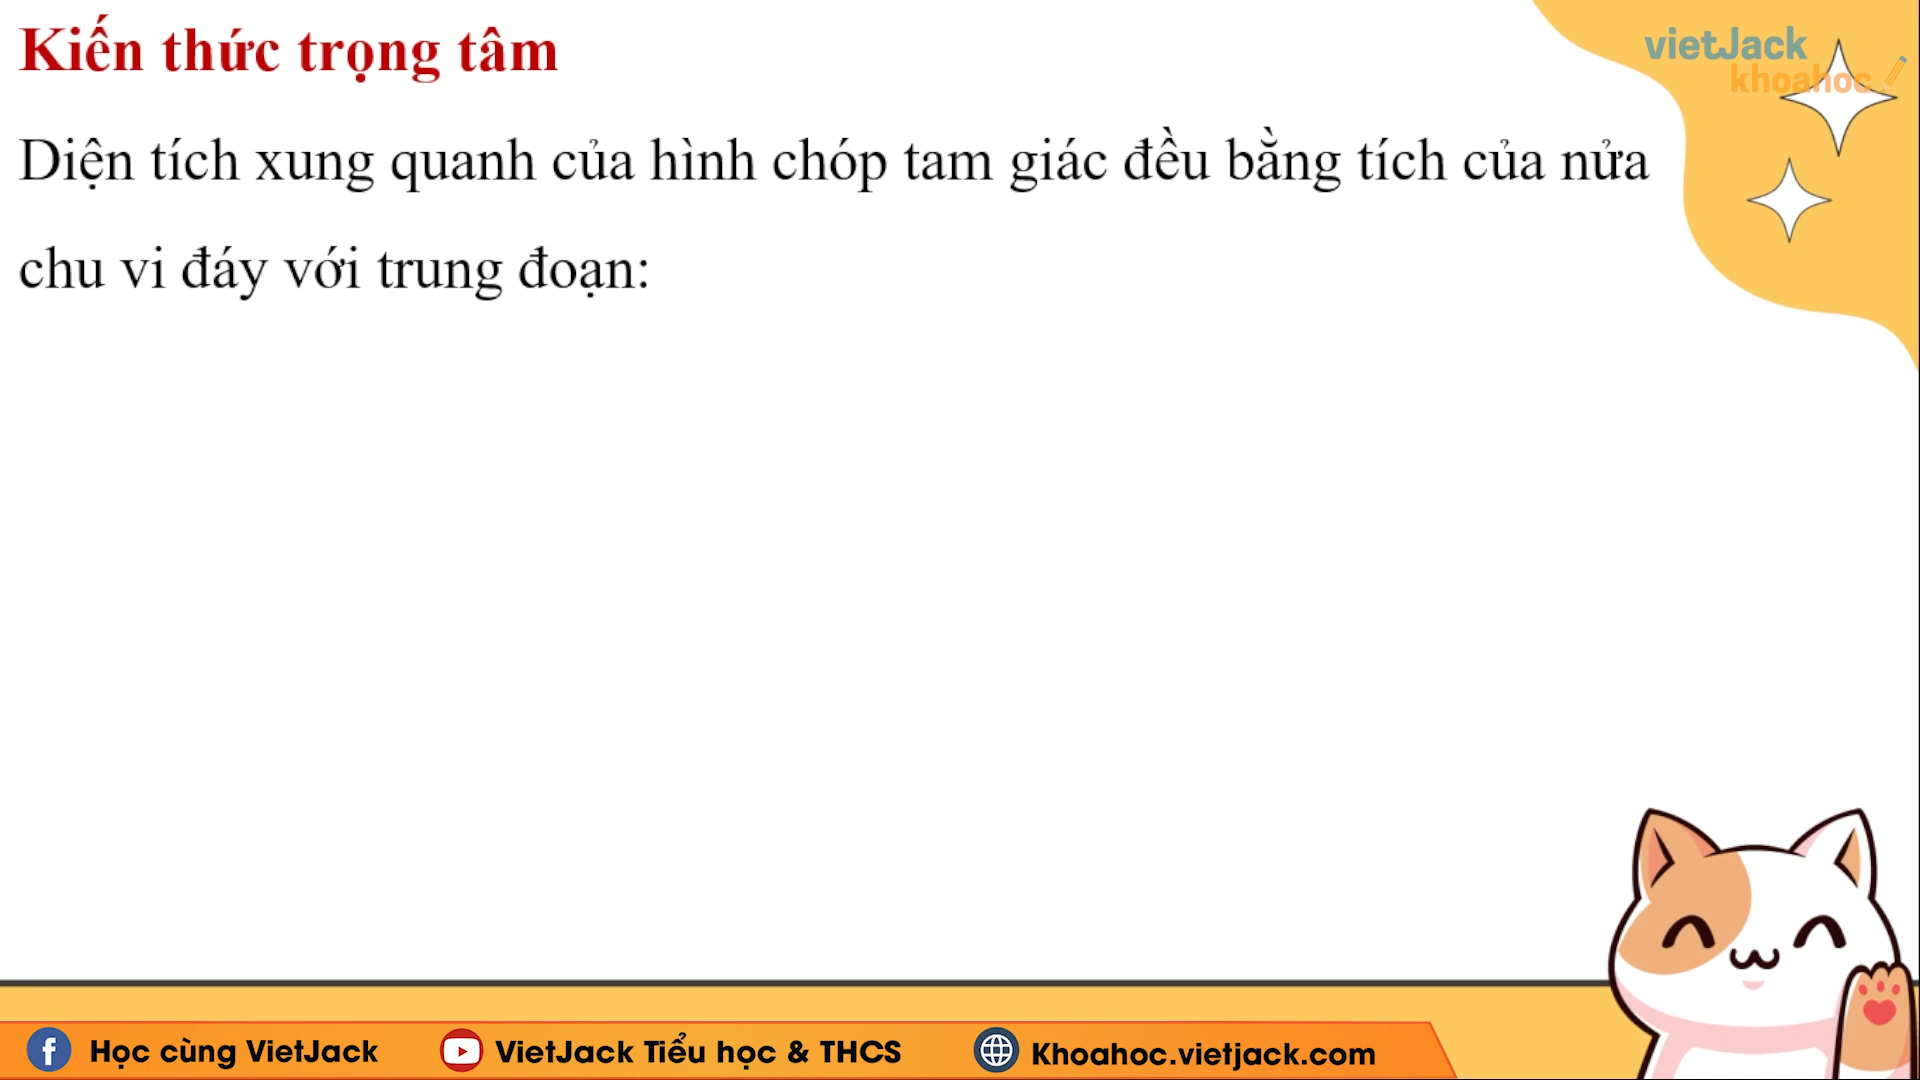 Kiến thức trọng tâm
vietJack
khoahoc
Diện tích xung quanh của hình chóp tam giác đều bằng tích của nửa
chu vi đáy với trung đoạn:
Học cùng VietJack
VietJack Tiểu học & THCS
Khoahoc.vietjack.com